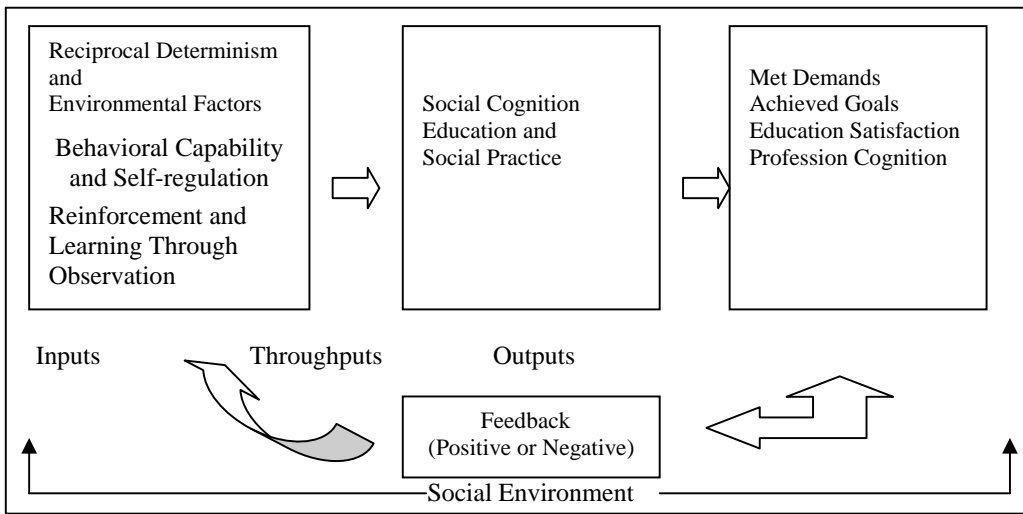 Reciprocal Determinism
and
Environmental Factors
Behavioral Capability
and Self-regulation
Reinforcement and
Learning Through
Observation
Social Cognition
Education and
Social Practice
Met Demands
Achieved Goals
Education Satisfaction
Profession Cognition
Inputs
Throughputs
Outputs
Feedback
(Positive or Negative)
Social Environment